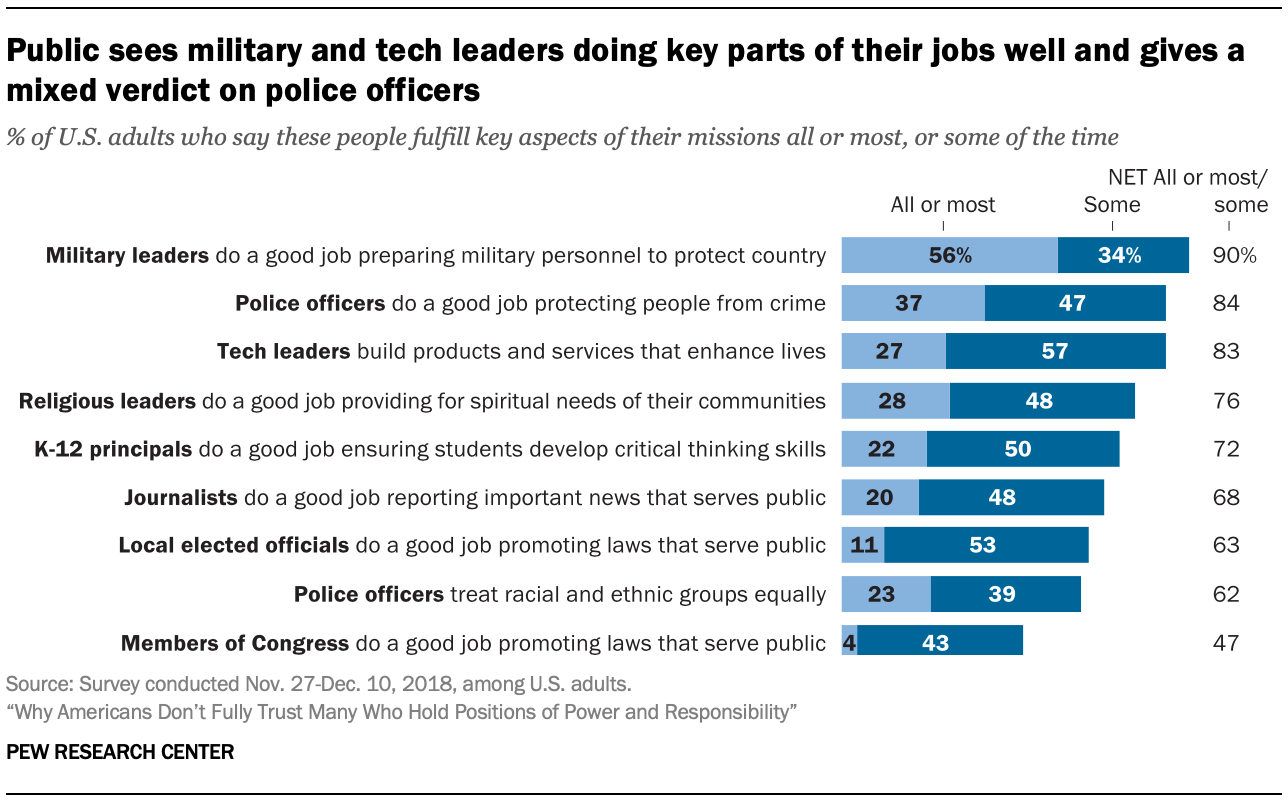 Public sees military and tech leaders doing key parts of their jobs well and gives a
mixed verdict on police officers
% of U.S. adults who say these people fulfill key aspects of their missions all or most, or some of the time
NET All or most/
All or most Some some
Military leaders do a good job preparing military personnel to protect country 56% 34% 90%
Police officers do a good job protecting people from crime 37 47 84
Tech leaders build products and services that enhance lives 27 57 83
Religious leaders do a good job providing for spiritual needs of their communities 28 48 76
K-12 principals do a good job ensuring students develop critical thinking skills 22 50 72
Journalists do a good job reporting important news that serves public 20 48 68
Local elected officials do a good job promoting laws that serve public 11 53 63
Police officers treat racial and ethnic groups equally 23 39 62
Members of Congress do a good job promoting laws that serve public 4 43 47
Source: Survey conducted Nov. 27-Dec. 10, 2018, among U.S. adults.
“Why Americans Don’t Fully Trust Many Who Hold Positions of Power and Responsibility”
PEW RESEARCH CENTER